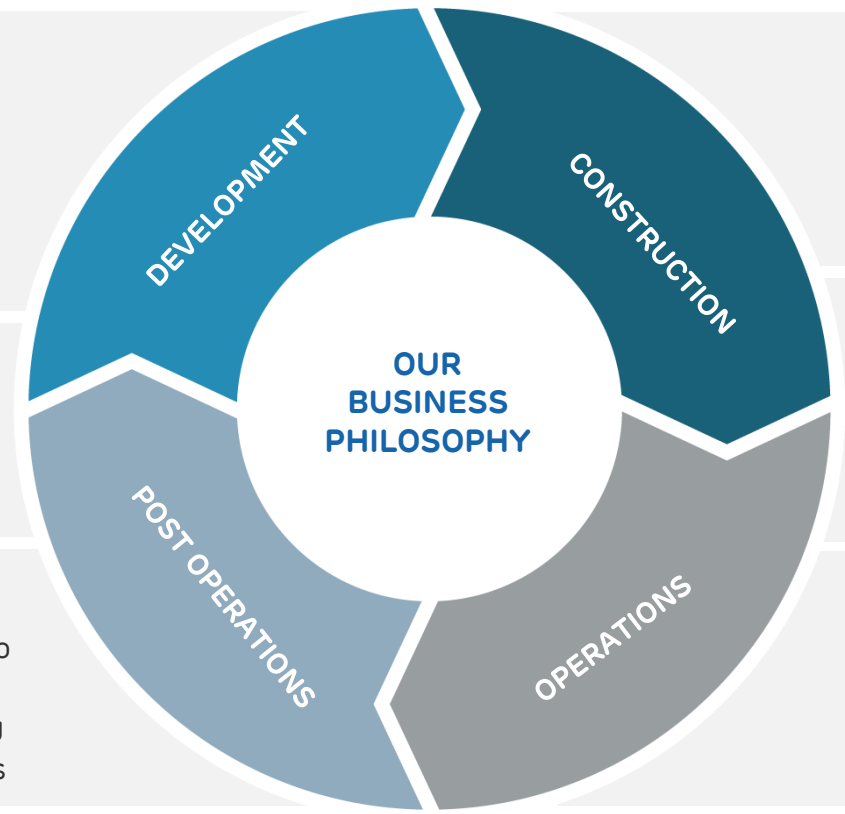 DEVELOPMENT
CONSTRUCTION
OUR
BUSINESS
PHILOSOPHY
POST OPERATIONS
OPERATIONS